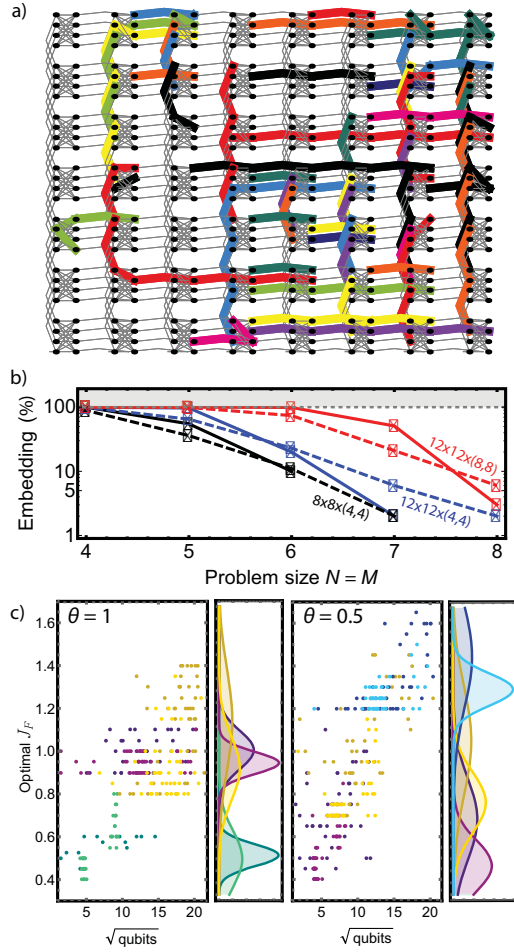 a)
b)
Embedding (%)
100
10
5
1
12x12x(8,8)
8x8x(4,4)
12x12x(4,4)
4 5 6 7 8
Problem size N = M
c)
θ = 1
θ = 0.5
Optimal J_F
1.6
1.4
1.2
1.0
0.8
0.6
0.4
5 10 15 20
5 10 15 20
√qubits
√qubits